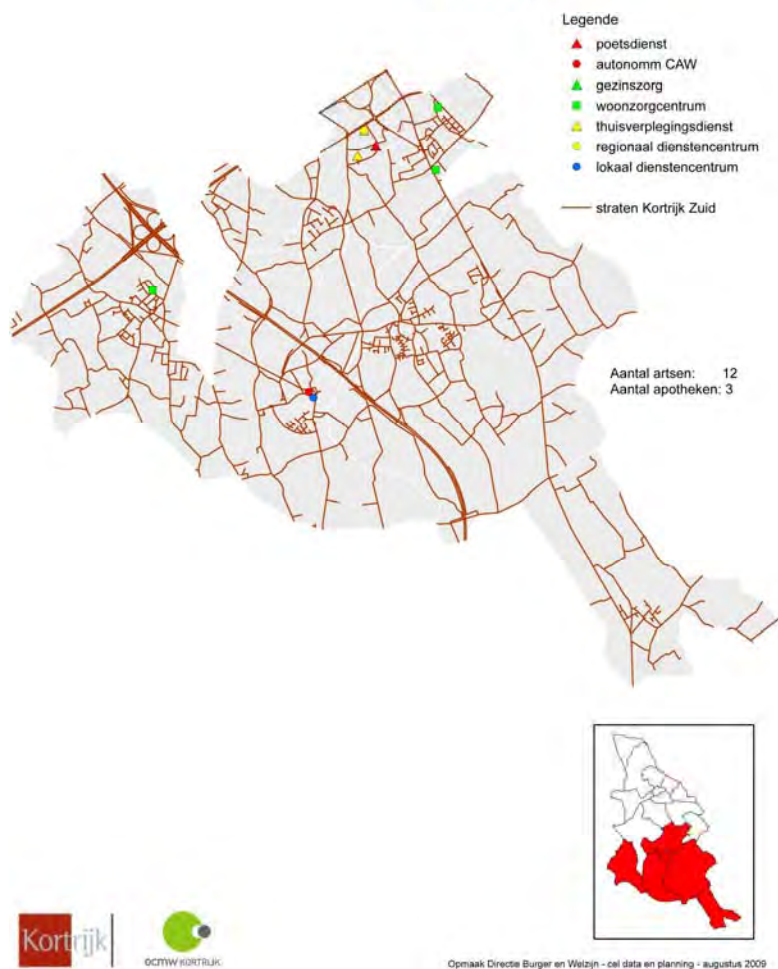 Legende
poetsdienst
autonomm CAW
gezinszorg
woonzorgcentrum
thuisverplegingsdienst
regionaal dienstencentrum
lokaal dienstencentrum
straten Kortrijk Zuid
Aantal artsen: 12
Aantal apotheken: 3
Kortrijk
OCMW KORTRIJK
Opmaak Directie Burger en Welzijn - cel data en planning - augustus 2009